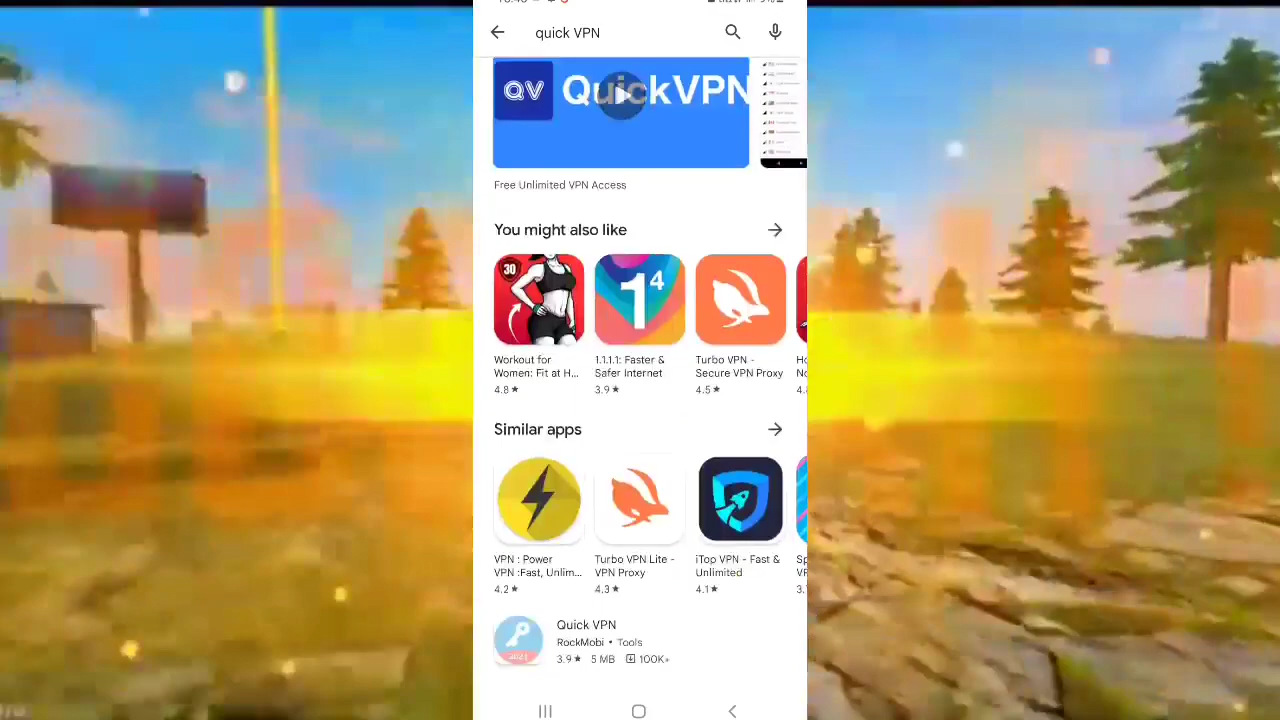 quick VPN
QV QuickVPN
Free Unlimited VPN Access
You might also like
30
1⁴
Workout for
Women: Fit at H...
4.8 ★
1.1.1.1: Faster &
Safer Internet
3.9 ★
Turbo VPN -
Secure VPN Proxy
4.5 ★
Similar apps
VPN : Power
VPN :Fast, Unlim...
4.2 ★
Turbo VPN Lite -
VPN Proxy
4.3 ★
iTop VPN - Fast &
Unlimited
4.1 ★
Quick VPN
RockMobi • Tools
3.9 ★ 5 MB 100K+